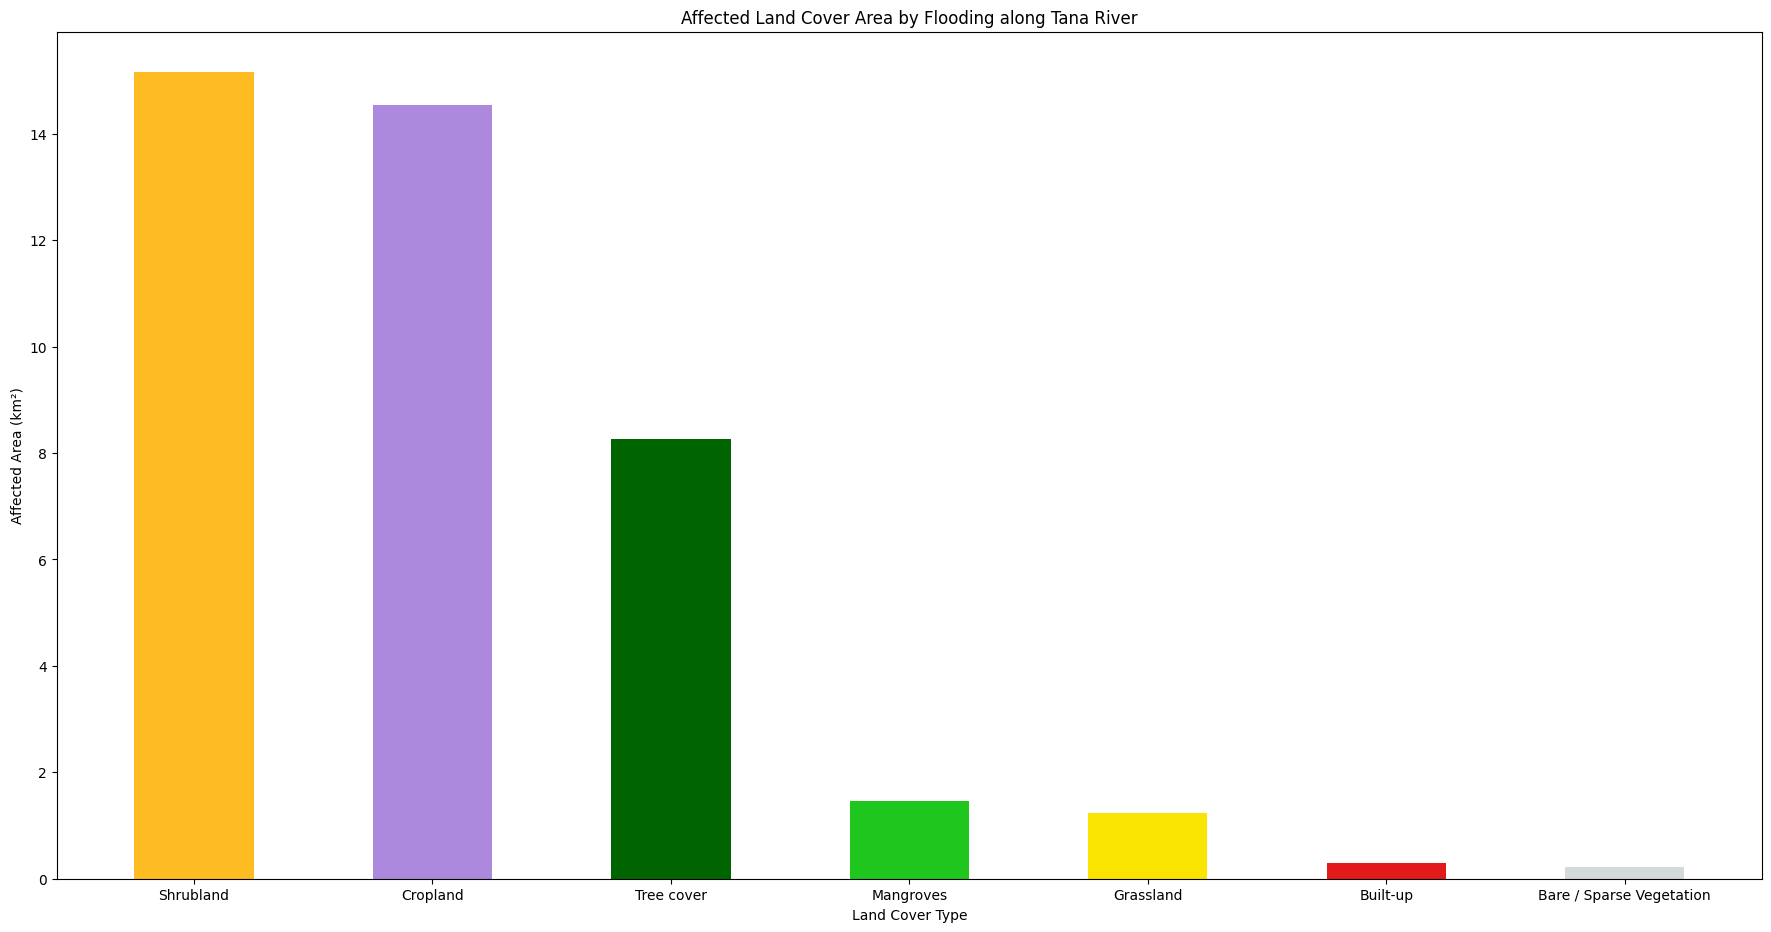 Affected Land Cover Area by Flooding along Tana River
Affected Area (km²)
14
12
10
8
6
4
2
0
Shrubland Cropland Tree cover Mangroves Grassland Built-up Bare / Sparse Vegetation
Land Cover Type